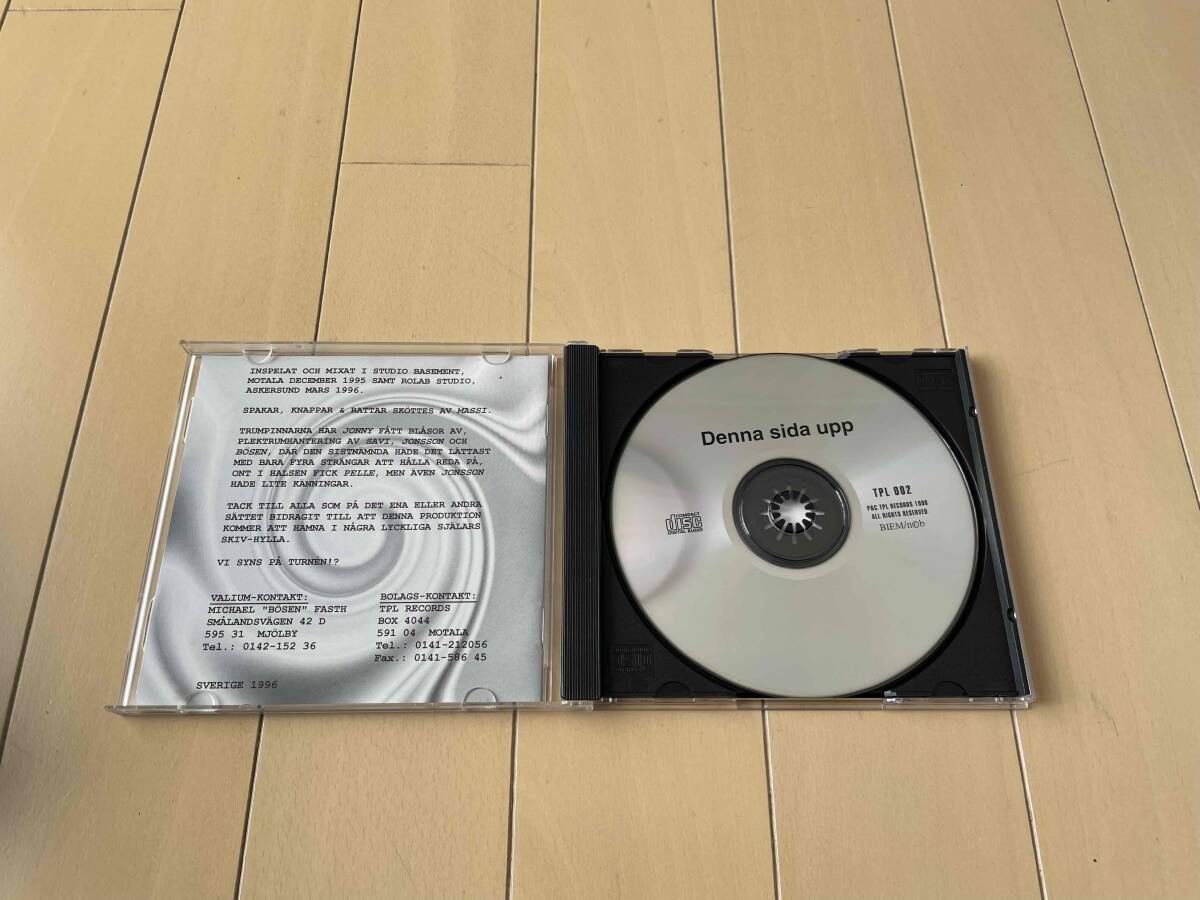 INSPELAT OCH MIXAT I STUDIO BASEMENT,
MOTALA DECEMBER 1995 SAMT ROLAB STUDIO,
ASKERSUND MARS 1996.
SPAKAR, KNAPPAR & RATTAR SKÖTTES AV MASSI.
TRUMPINNARNA HAR JONNY FÅTT BLÅSOR AV,
PLEKTRUMHANTERING AV SAVI, JONSSON OCH
BÖSEN, DÄR DEN SISTNÄMNDA HADE DET LÄTTAST
MED BARA FYRA STRÄNGAR ATT HÅLLA REDA PÅ,
ONT I HALSEN FICK PELLE, MEN ÄVEN JONSSON
HADE LITE KÄNNINGAR.
TACK TILL ALLA SOM PÅ DET ENA ELLER ANDRA
SÄTTET BIDRAGIT TILL ATT DENNA PRODUKTION
KOMMER ATT HAMNA I NÅGRA LYCKLIGA SJÄLARS
SKIV-HYLLA.
VI SYNS PÅ TURNEN!?
VALIUM-KONTAKT:
MICHAEL "BÖSEN" FASTH
SMÅLANDSVÄGEN 42 D
595 31 MJÖLBY
Tel.: 0142-152 36
BOLAGS-KONTAKT:
TPL RECORDS
BOX 4044
591 04 MOTALA
Tel.: 0141-212056
Fax.: 0141-586 45
SVERIGE 1996
Denna sida upp
COMPACT
disc
DIGITAL AUDIO
TPL 002
P&C TPL RECORDS 1996
ALL RIGHTS RESERVED
BIEM/n©b